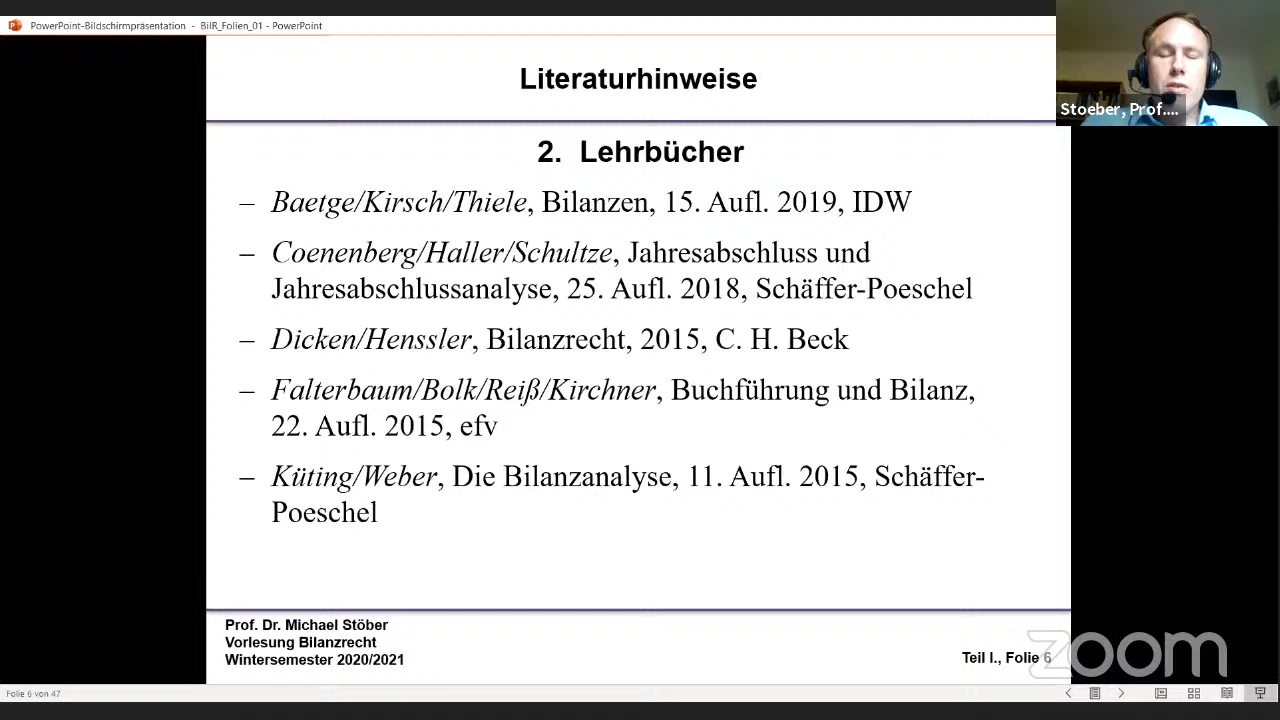 PowerPoint-Bildschirmpräsentation - BilR_Folien_01 - PowerPoint
Literaturhinweise
Stoeber, Prof....
2. Lehrbücher
– Baetge/Kirsch/Thiele, Bilanzen, 15. Aufl. 2019, IDW
– Coenenberg/Haller/Schultze, Jahresabschluss und
Jahresabschlussanalyse, 25. Aufl. 2018, Schäffer-Poeschel
– Dicken/Henssler, Bilanzrecht, 2015, C. H. Beck
– Falterbaum/Bolk/Reiß/Kirchner, Buchführung und Bilanz,
22. Aufl. 2015, efv
– Küting/Weber, Die Bilanzanalyse, 11. Aufl. 2015, Schäffer-
Poeschel
Prof. Dr. Michael Stöber
Vorlesung Bilanzrecht
Wintersemester 2020/2021
Teil I., Folie 6
zoom
Folie 6 von 47